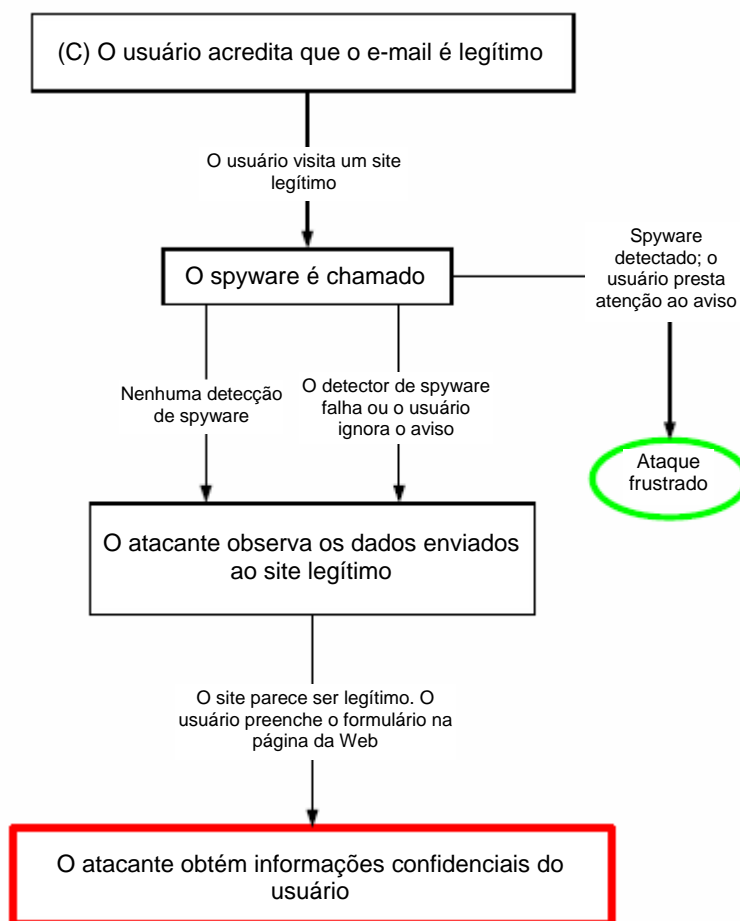 (C) O usuário acredita que o e-mail é legítimo
O usuário visita um site
legítimo
Spyware
detectado; o
usuário presta
atenção ao aviso
O spyware é chamado
Nenhuma detecção
de spyware
O detector de spyware
falha ou o usuário
ignora o aviso
Ataque
frustrado
O atacante observa os dados enviados
ao site legítimo
O site parece ser legítimo. O
usuário preenche o formulário na
página da Web
O atacante obtém informações confidenciais do
usuário